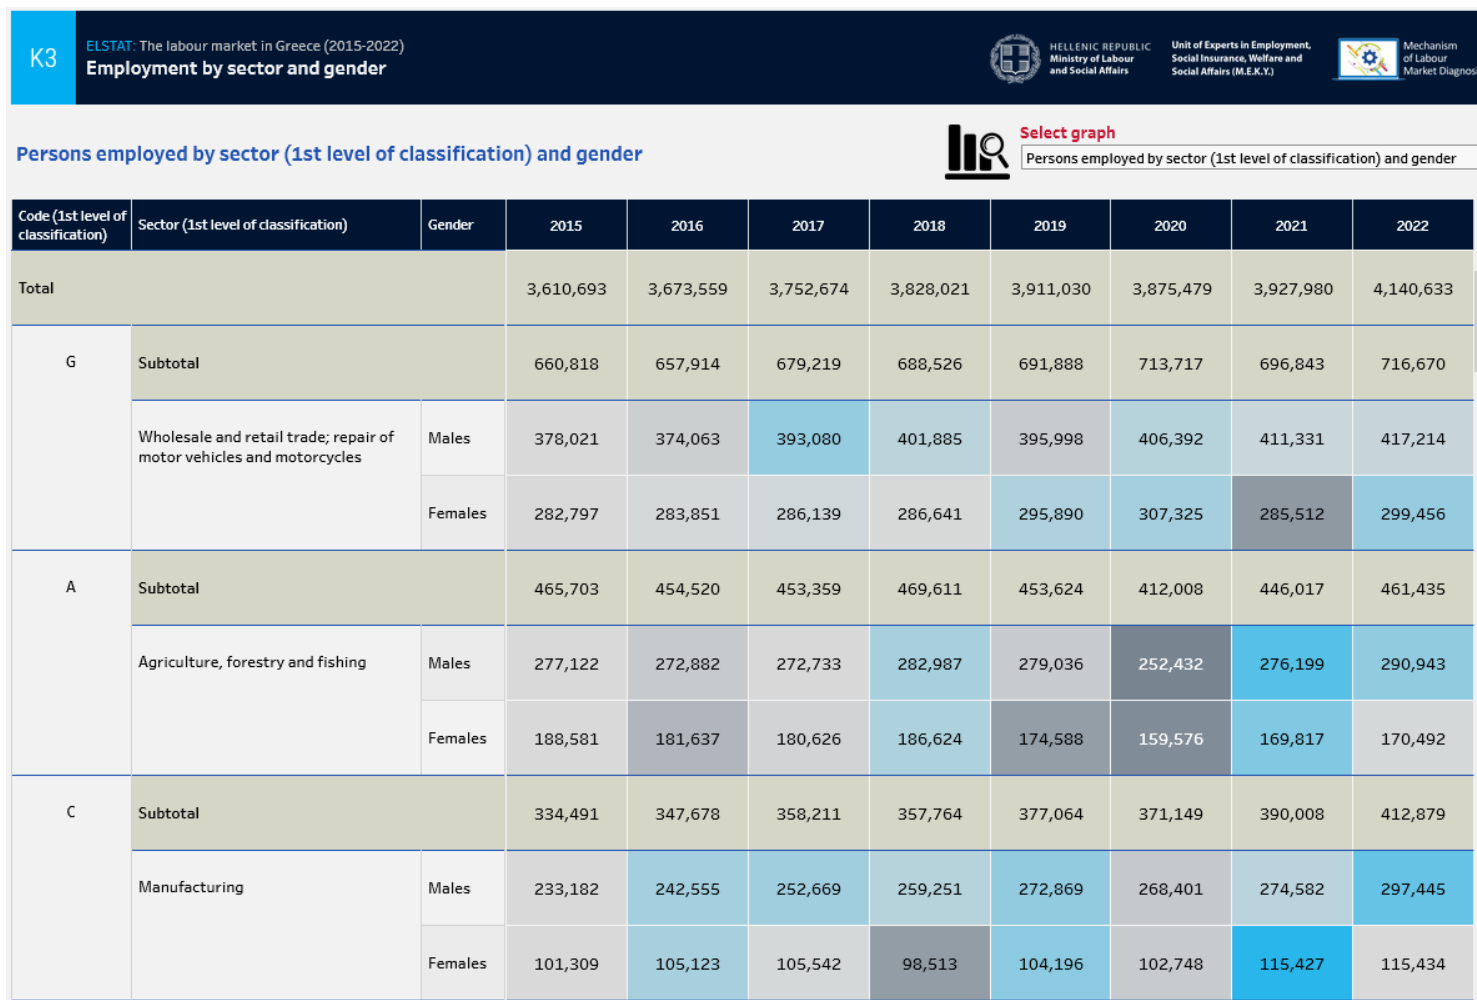 K3
ELSTAT: The labour market in Greece (2015-2022)
Employment by sector and gender
HELLENIC REPUBLIC
Ministry of Labour
and Social Affairs
Unit of Experts in Employment,
Social Insurance, Welfare and
Social Affairs (M.E.K.Y.)
Mechanism
of Labour
Market Diagnosi
Persons employed by sector (1st level of classification) and gender
Select graph
Persons employed by sector (1st level of classification) and gender
Code (1st level of classification) Sector (1st level of classification) Gender 2015 2016 2017 2018 2019 2020 2021 2022
Total 3,610,693 3,673,559 3,752,674 3,828,021 3,911,030 3,875,479 3,927,980 4,140,633
G Subtotal 660,818 657,914 679,219 688,526 691,888 713,717 696,843 716,670
Wholesale and retail trade; repair of motor vehicles and motorcycles Males 378,021 374,063 393,080 401,885 395,998 406,392 411,331 417,214
Females 282,797 283,851 286,139 286,641 295,890 307,325 285,512 299,456
A Subtotal 465,703 454,520 453,359 469,611 453,624 412,008 446,017 461,435
Agriculture, forestry and fishing Males 277,122 272,882 272,733 282,987 279,036 252,432 276,199 290,943
Females 188,581 181,637 180,626 186,624 174,588 159,576 169,817 170,492
C Subtotal 334,491 347,678 358,211 357,764 377,064 371,149 390,008 412,879
Manufacturing Males 233,182 242,555 252,669 259,251 272,869 268,401 274,582 297,445
Females 101,309 105,123 105,542 98,513 104,196 102,748 115,427 115,434